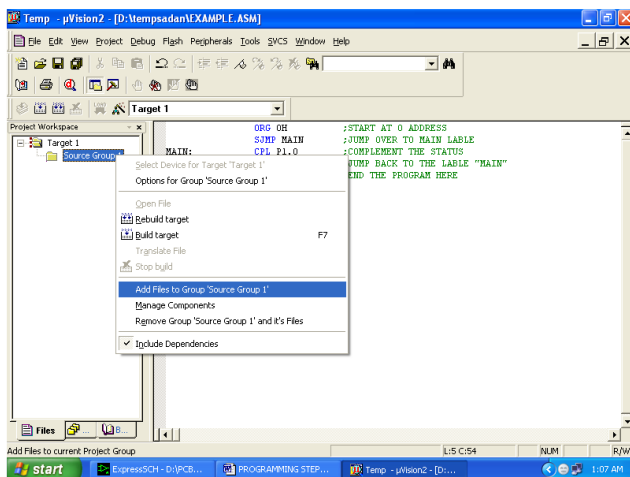 Temp - µVision2 - [D:\tempsadan\EXAMPLE.ASM]
File Edit View Project Debug Flash Peripherals Tools SVCS Window Help
Target 1
Project Workspace
Target 1
Source Group 1
ORG 0H ;START AT 0 ADDRESS
SJMP MAIN ;JUMP OVER TO MAIN LABLE
MAIN: CPL P1.0 ;COMPLEMENT THE STATUS
JUMP BACK TO THE LABLE "MAIN"
END THE PROGRAM HERE
Select Device for Target 'Target 1'
Options for Group 'Source Group 1'
Open File
Rebuild target
Build target F7
Translate File
Stop build
Add Files to Group 'Source Group 1'
Manage Components
Remove Group 'Source Group 1' and it's Files
Include Dependencies
Files ... B...
Add Files to current Project Group L:5 C:54 NUM R/W
start ExpressSCH - D:\PCB... PROGRAMMING STEP... Temp - µVision2 - [D:... 1:07 AM